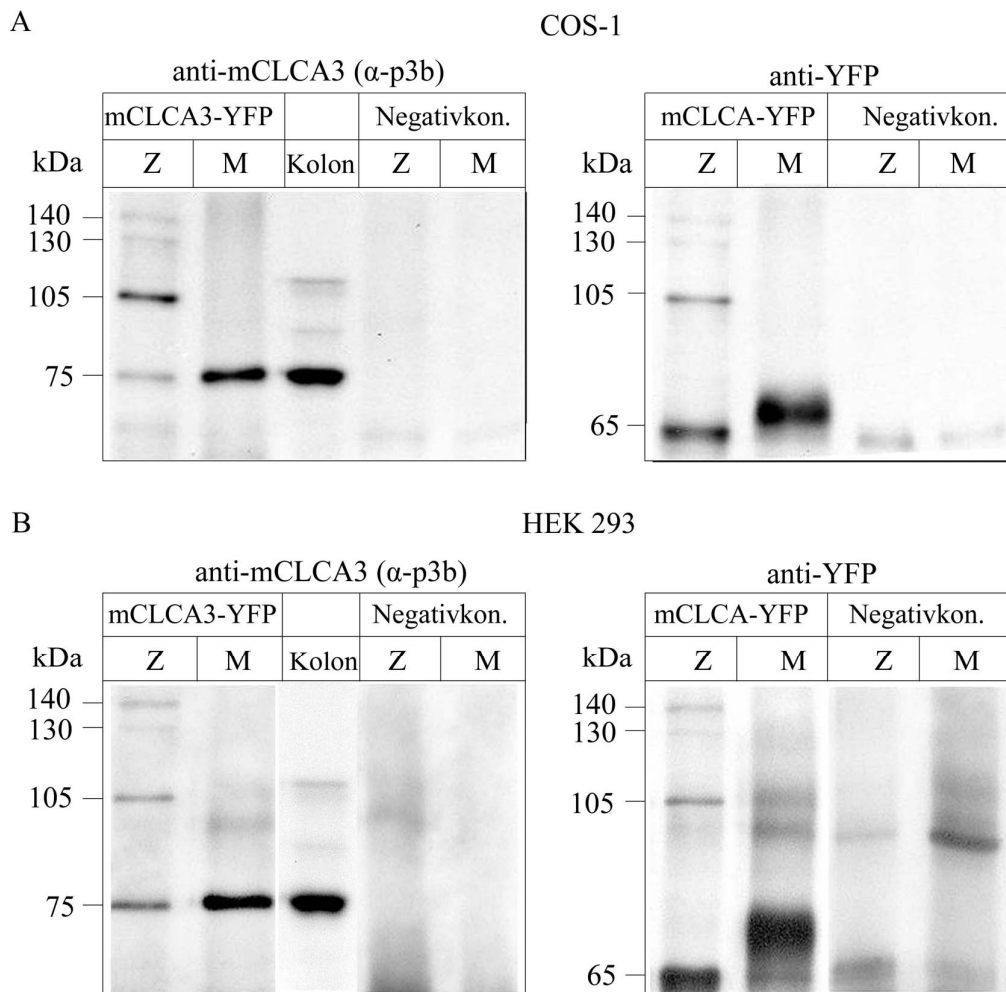 A
COS-1
anti-mCLCA3 (α-p3b)
mCLCA3-YFP Negativkon.
kDa Z M Kolon Z M
140
130
105
75
anti-YFP
mCLCA-YFP Negativkon.
kDa Z M Z M
140
130
105
65
B
HEK 293
anti-mCLCA3 (α-p3b)
mCLCA3-YFP Negativkon.
kDa Z M Kolon Z M
140
130
105
75
anti-YFP
mCLCA-YFP Negativkon.
kDa Z M Z M
140
130
105
65